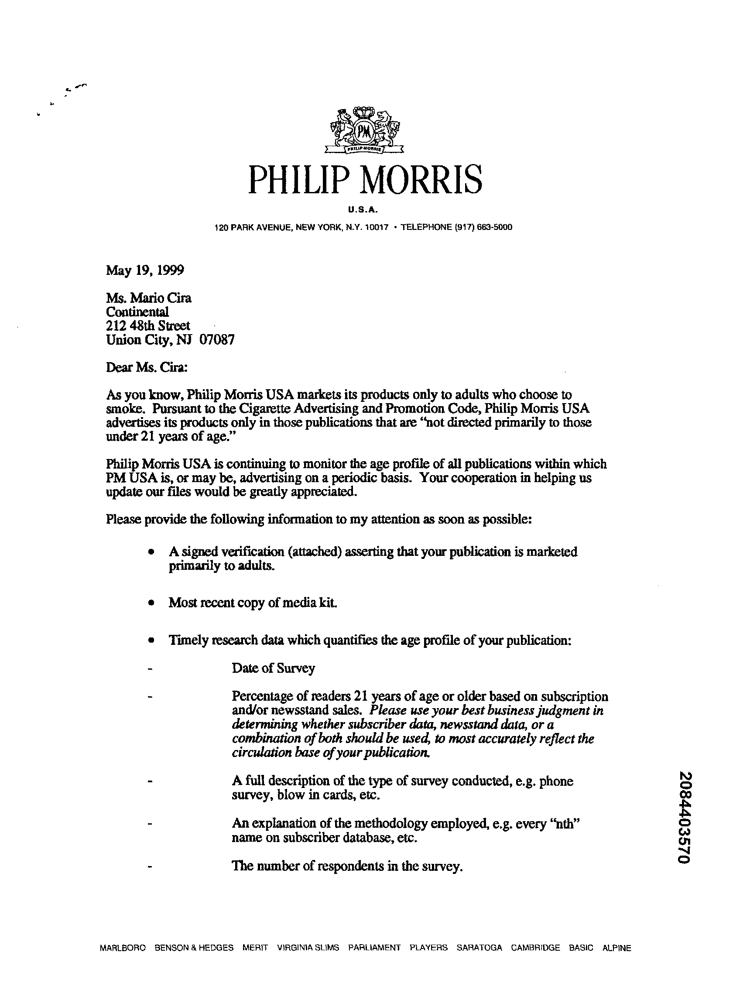 PM
PHILIP MORRIS
PHILIP MORRIS
U.S.A.
120 PARK AVENUE, NEW YORK, N.Y. 10017 • TELEPHONE (917) 663-5000
May 19, 1999
Ms. Mario Cira
Continental
212 48th Street
Union City, NJ 07087
Dear Ms. Cira:
As you know, Philip Morris USA markets its products only to adults who choose to
smoke. Pursuant to the Cigarette Advertising and Promotion Code, Philip Morris USA
advertises its products only in those publications that are “not directed primarily to those
under 21 years of age.”
Philip Morris USA is continuing to monitor the age profile of all publications within which
PM USA is, or may be, advertising on a periodic basis. Your cooperation in helping us
update our files would be greatly appreciated.
Please provide the following information to my attention as soon as possible:
• A signed verification (attached) asserting that your publication is marketed
primarily to adults.
• Most recent copy of media kit.
• Timely research data which quantifies the age profile of your publication:
- Date of Survey
- Percentage of readers 21 years of age or older based on subscription
and/or newsstand sales. Please use your best business judgment in
determining whether subscriber data, newsstand data, or a
combination of both should be used, to most accurately reflect the
circulation base of your publication.
- A full description of the type of survey conducted, e.g. phone
survey, blow in cards, etc.
- An explanation of the methodology employed, e.g. every “nth”
name on subscriber database, etc.
- The number of respondents in the survey.
2084403570
MARLBORO BENSON & HEDGES MERIT VIRGINIA SLIMS PARLIAMENT PLAYERS SARATOGA CAMBRIDGE BASIC ALPINE